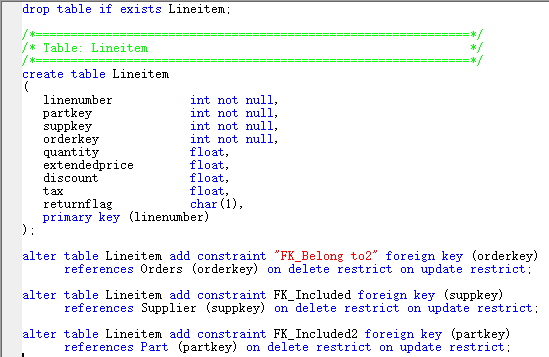 drop table if exists Lineitem;
/*==============================================================*/
/* Table: Lineitem                                              */
/*==============================================================*/
create table Lineitem
(
   linenumber           int not null,
   partkey              int not null,
   suppkey              int not null,
   orderkey             int not null,
   quantity             float,
   extendedprice        float,
   discount             float,
   tax                  float,
   returnflag           char(1),
   primary key (linenumber)
);
alter table Lineitem add constraint "FK_Belong to2" foreign key (orderkey)
      references Orders (orderkey) on delete restrict on update restrict;
alter table Lineitem add constraint FK_Included foreign key (suppkey)
      references Supplier (suppkey) on delete restrict on update restrict;
alter table Lineitem add constraint FK_Included2 foreign key (partkey)
      references Part (partkey) on delete restrict on update restrict;